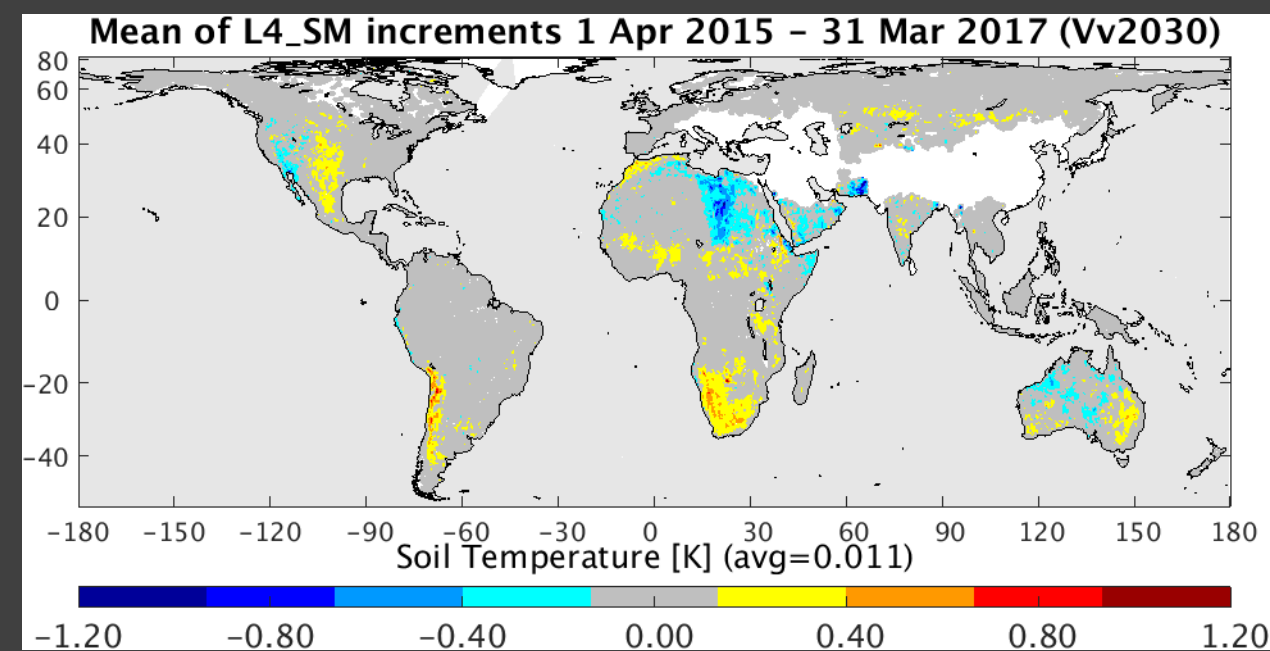 Mean of L4_SM increments 1 Apr 2015 – 31 Mar 2017 (Vv2030)
80
60
40
20
0
−20
−40
−180 −150 −120 −90 −60 −30 0 30 60 90 120 150 180
Soil Temperature [K] (avg=0.011)
−1.20 −0.80 −0.40 0.00 0.40 0.80 1.20